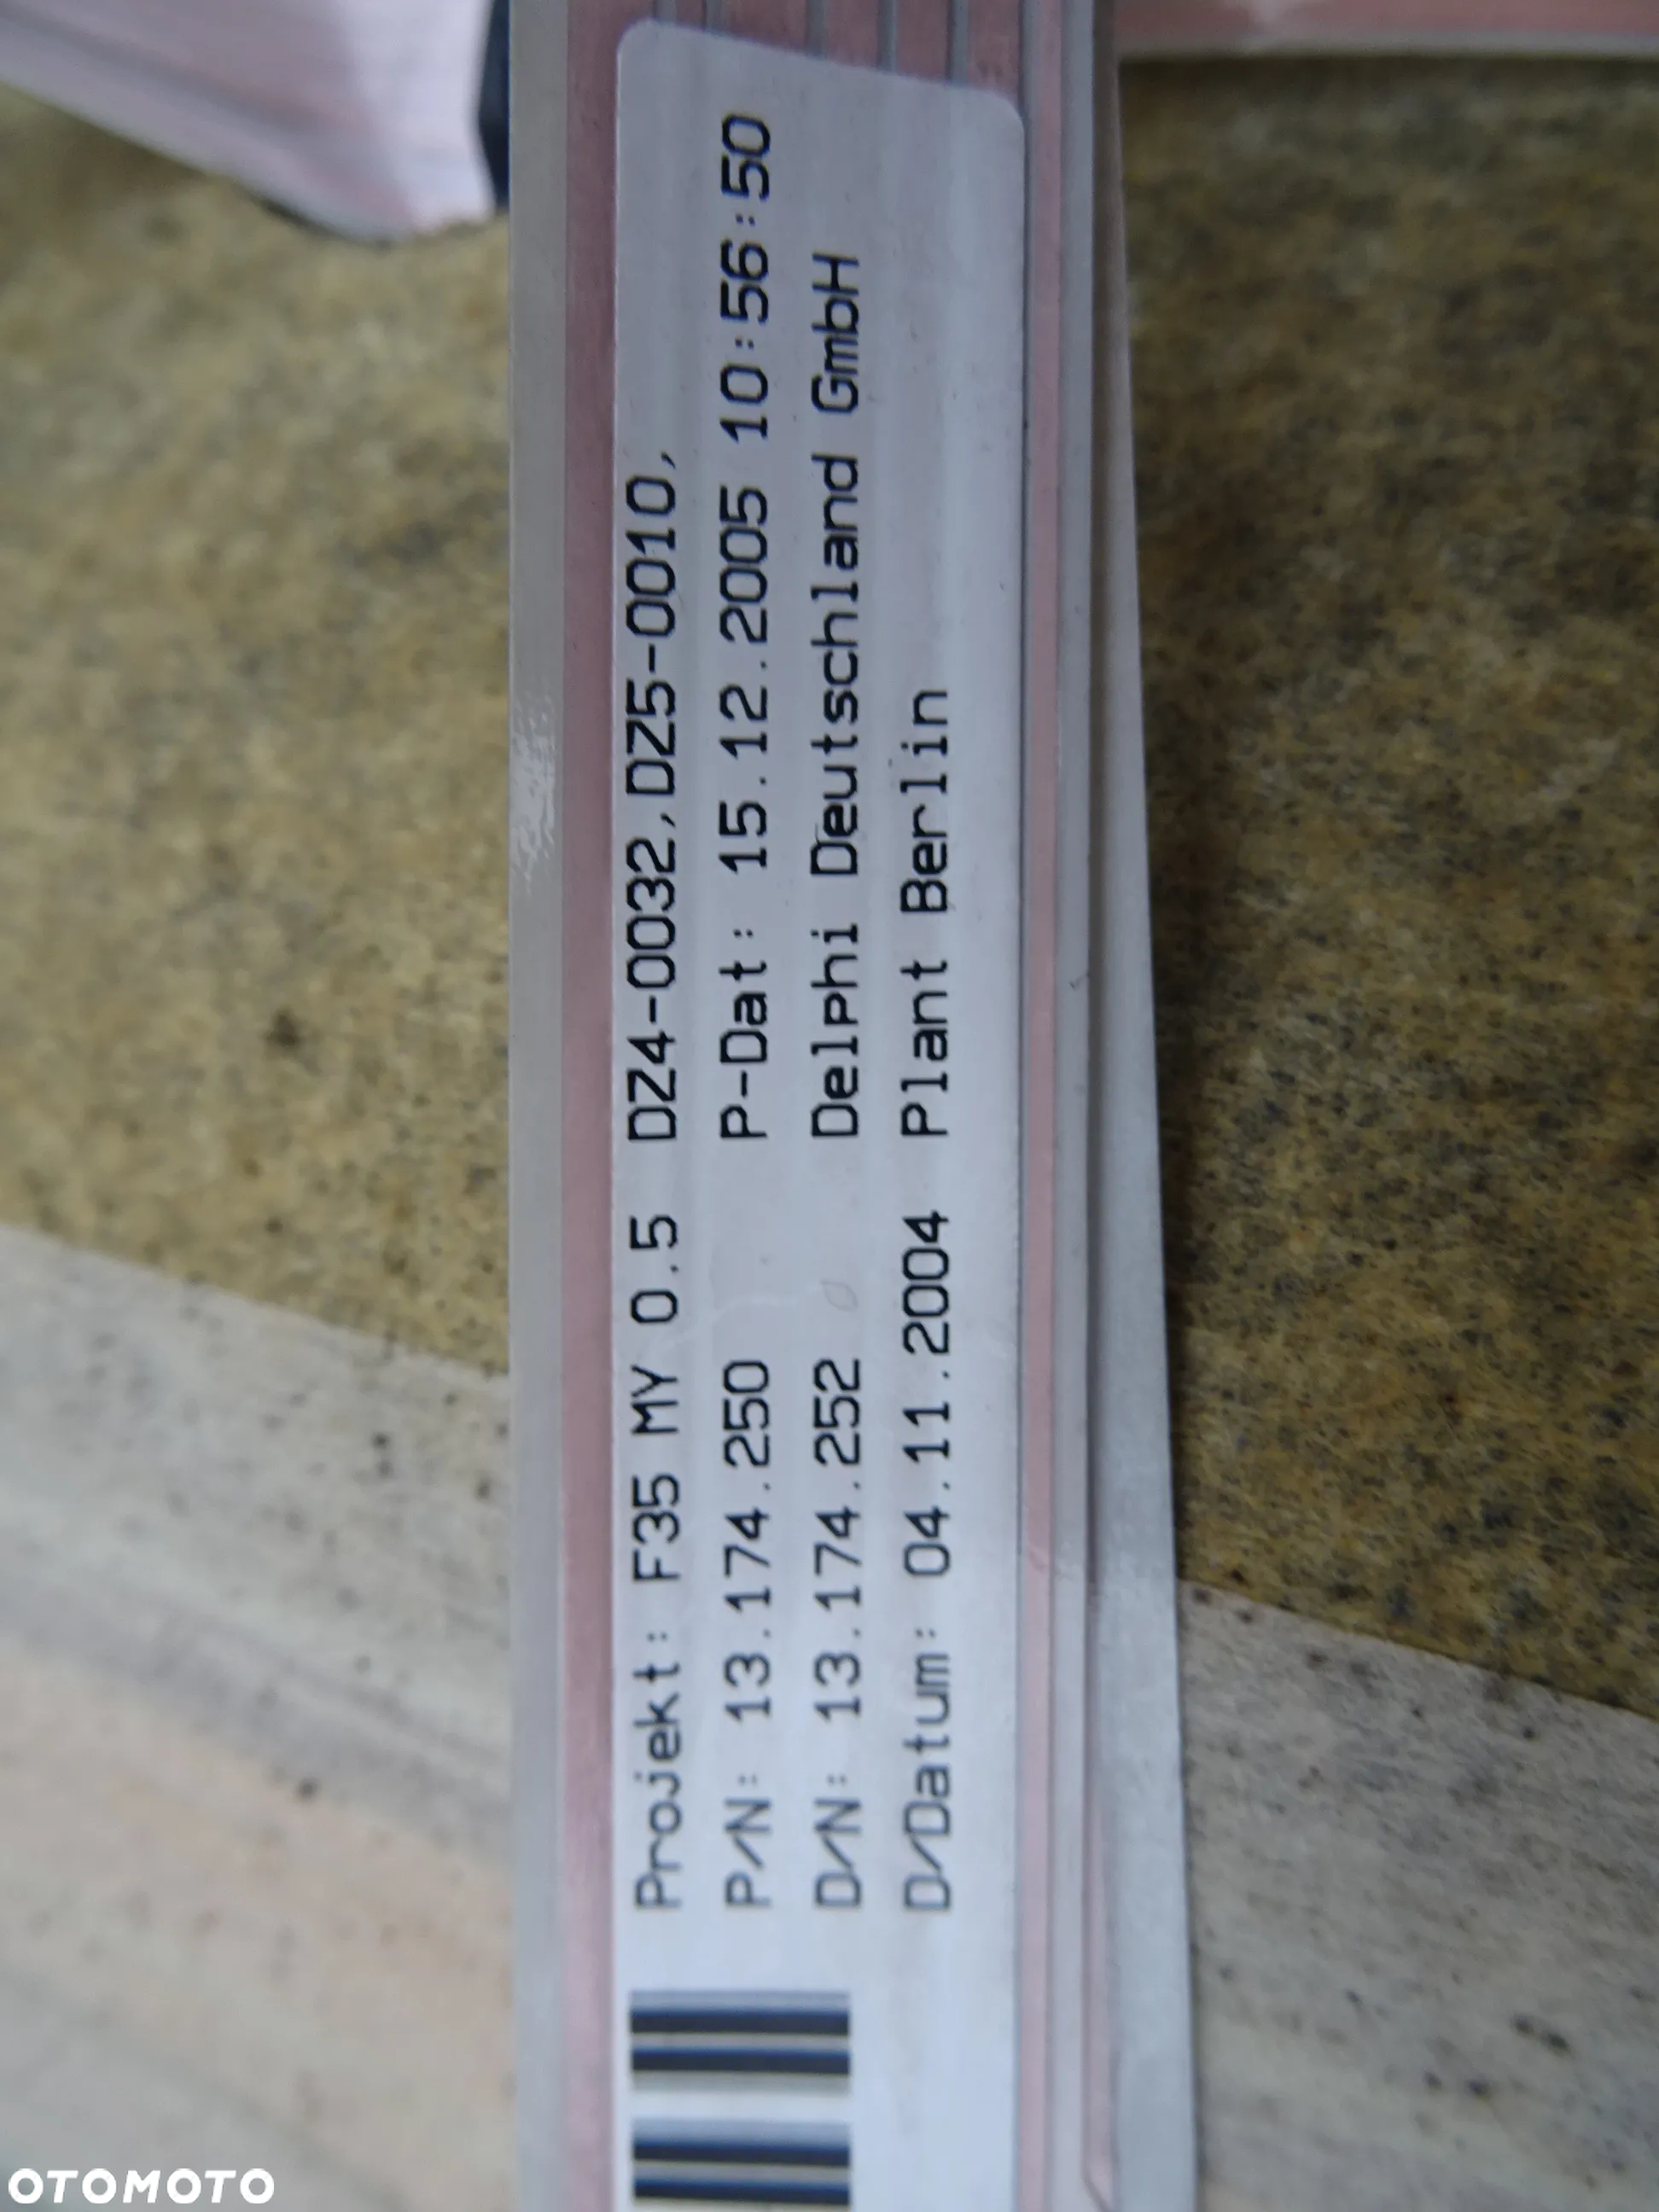 Projekt: F35 MY 0.5 DZ4-0032,DZ5-0010,
P/N: 13.174.250 P-Dat: 15.12.2005 10:56:50
D/N: 13.174.252 Delphi Deutschland GmbH
D/Datum: 04.11.2004 Plant Berlin
OTOMOTO